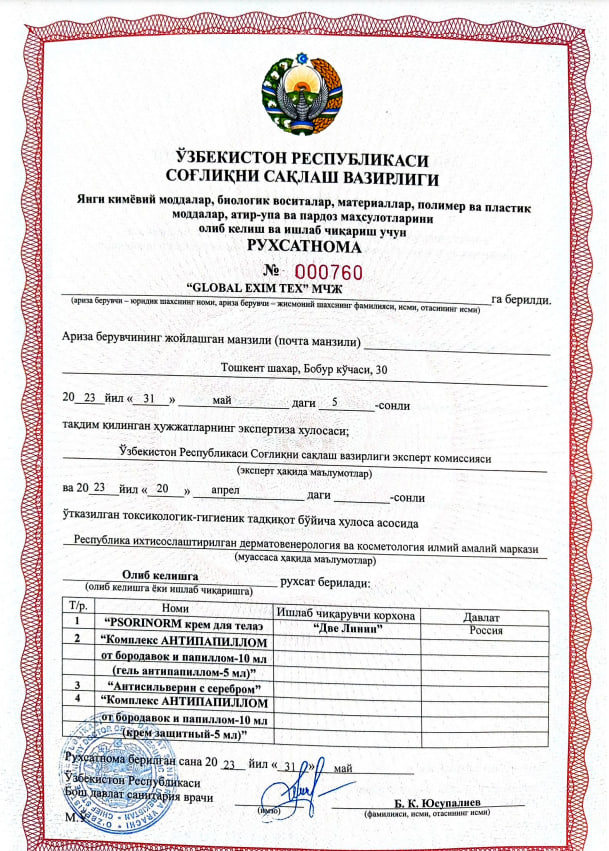 ЎЗБЕКИСТОН РЕСПУБЛИКАСИ
СОҒЛИҚНИ САҚЛАШ ВАЗИРЛИГИ
Янги кимёвий моддалар, биологик воситалар, материаллар, полимер ва пластик
моддалар, атир-упа ва пардоз махсулотларини
олиб келиш ва ишлаб чиқариш учун
РУХСАТНОМА
№ 000760
“GLOBAL EXIM TEX” МЧЖ га берилди.
(ариза берувчи – юридик шахснинг номи, ариза берувчи – жисмоний шахснинг фамилияси, исми, отасининг исми)
Ариза берувчининг жойлашган манзили (почта манзили)
Тошкент шахар, Бобур кўчаси, 30
20 23 йил « 31 » май даги 5 -сонли
тақдим қилинган ҳужжатларнинг экспертиза хулосаси;
Ўзбекистон Республикаси Соғлиқни сақлаш вазирлиги эксперт комиссияси
(эксперт ҳақида маълумотлар)
ва 20 23 йил « 20 » апрел даги -сонли
ўтказилган токсикологик-гигиеник тадқиқот бўйича хулоса асосида
Республика ихтисослаштирилган дерматовенерология ва косметология илмий амалий маркази
(муассаса ҳақида маълумотлар)
Олиб келишга рухсат берилади:
(олиб келишга ёки ишлаб чиқаришга)
Т/р. Номи Ишлаб чиқарувчи корхона Давлат
1 “PSORINORM крем для телаэ “Две Линии” Россия
2 “Комплекс АНТИПАПИЛЛОМ
от бородавок и папиллом-10 мл
(гель антипапиллом-5 мл)”
3 “Антисильверин с серебром”
4 “Комплекс АНТИПАПИЛЛОМ
от бородавок и папиллом-10 мл
(крем защитный-5 мл)”
Рухсатнома берилган сана 20 23 йил « 31 » май
Ўзбекистон Республикаси
Бош давлат санитария врачи
(имзо) Б. К. Юсупалиев
(фамилияси, исми, отасининг исми)
М.